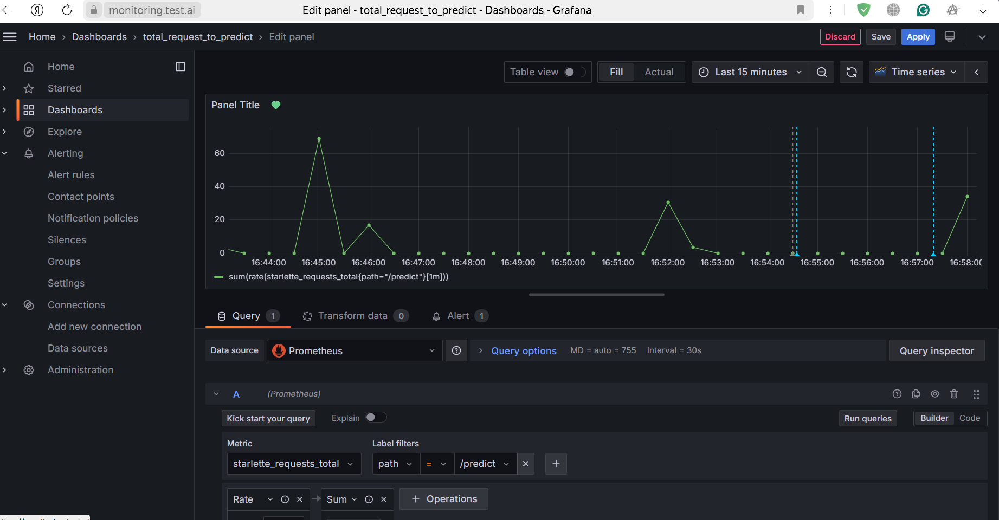 monitoring.test.ai
Edit panel - total_request_to_predict - Dashboards - Grafana
Home › Dashboards › total_request_to_predict › Edit panel
Discard
Save
Apply
Home
Starred
Dashboards
Explore
Alerting
Alert rules
Contact points
Notification policies
Silences
Groups
Settings
Connections
Add new connection
Data sources
Administration
Table view
Fill
Actual
Last 15 minutes
Time series
Panel Title
60
40
20
0
16:44:00 16:45:00 16:46:00 16:47:00 16:48:00 16:49:00 16:50:00 16:51:00 16:52:00 16:53:00 16:54:00 16:55:00 16:56:00 16:57:00 16:58:00
sum(rate(starlette_requests_total{path="/predict"}[1m]))
Query 1
Transform data 0
Alert 1
Data source
Prometheus
Query options
MD = auto = 755
Interval = 30s
Query inspector
A
(Prometheus)
Kick start your query
Explain
Run queries
Builder
Code
Metric
Label filters
starlette_requests_total
path
=
/predict
Rate
Sum
+ Operations